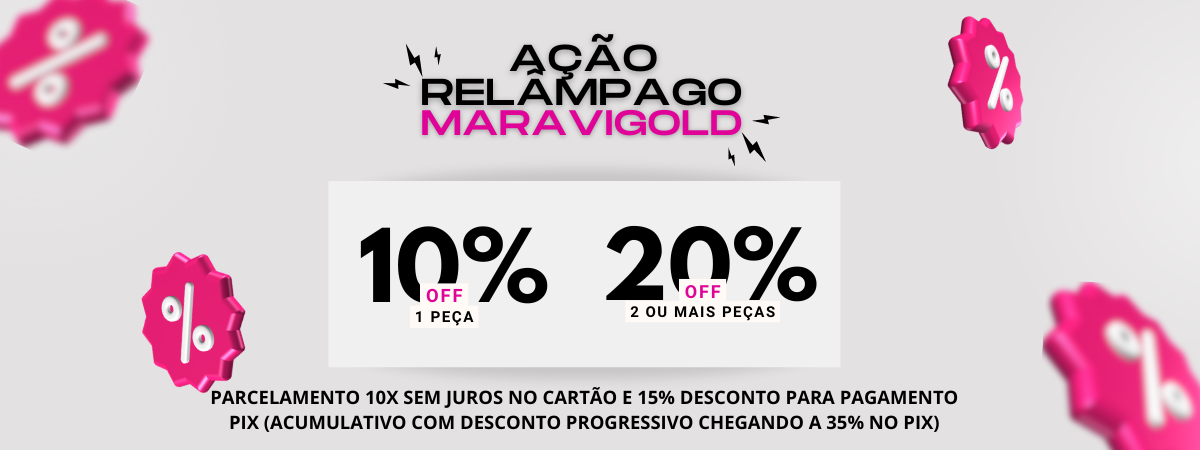 AÇÃO
RELÂMPAGO
MARAVIGOLD
10% 20%
OFF OFF
1 PEÇA 2 OU MAIS PEÇAS
PARCELAMENTO 10X SEM JUROS NO CARTÃO E 15% DESCONTO PARA PAGAMENTO
PIX (ACUMULATIVO COM DESCONTO PROGRESSIVO CHEGANDO A 35% NO PIX)